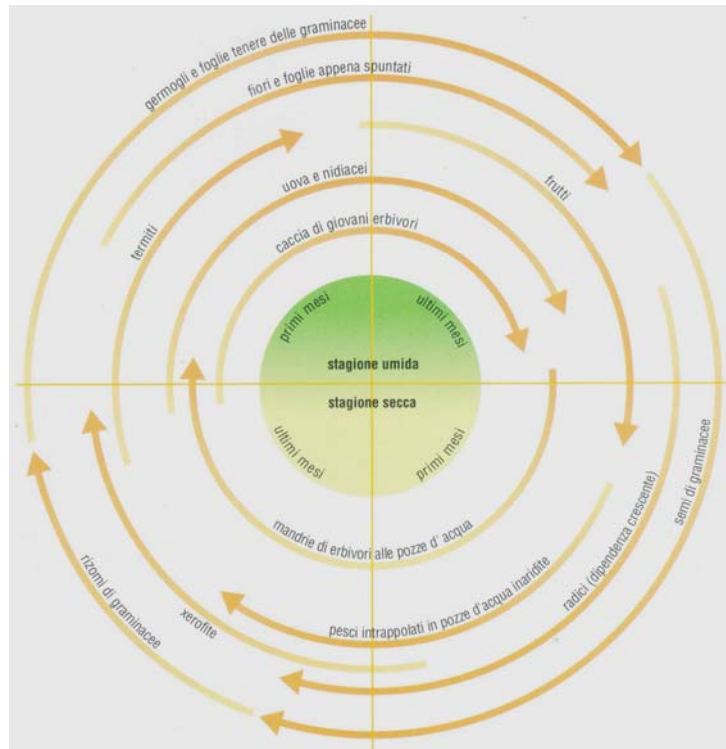 germogli e foglie tenere delle graminacee
fiori e foglie appena spuntati
frutti
termiti
uova e nidiacei
caccia di giovani erbivori
primi mesi
ultimi mesi
stagione umida
stagione secca
ultimi mesi
primi mesi
mandrie di erbivori alle pozze d' acqua
pesci intrappolati in pozze d'acqua inaridite
radici (dipendenza crescente)
semi di graminacee
xerofite
rizomi di graminacee